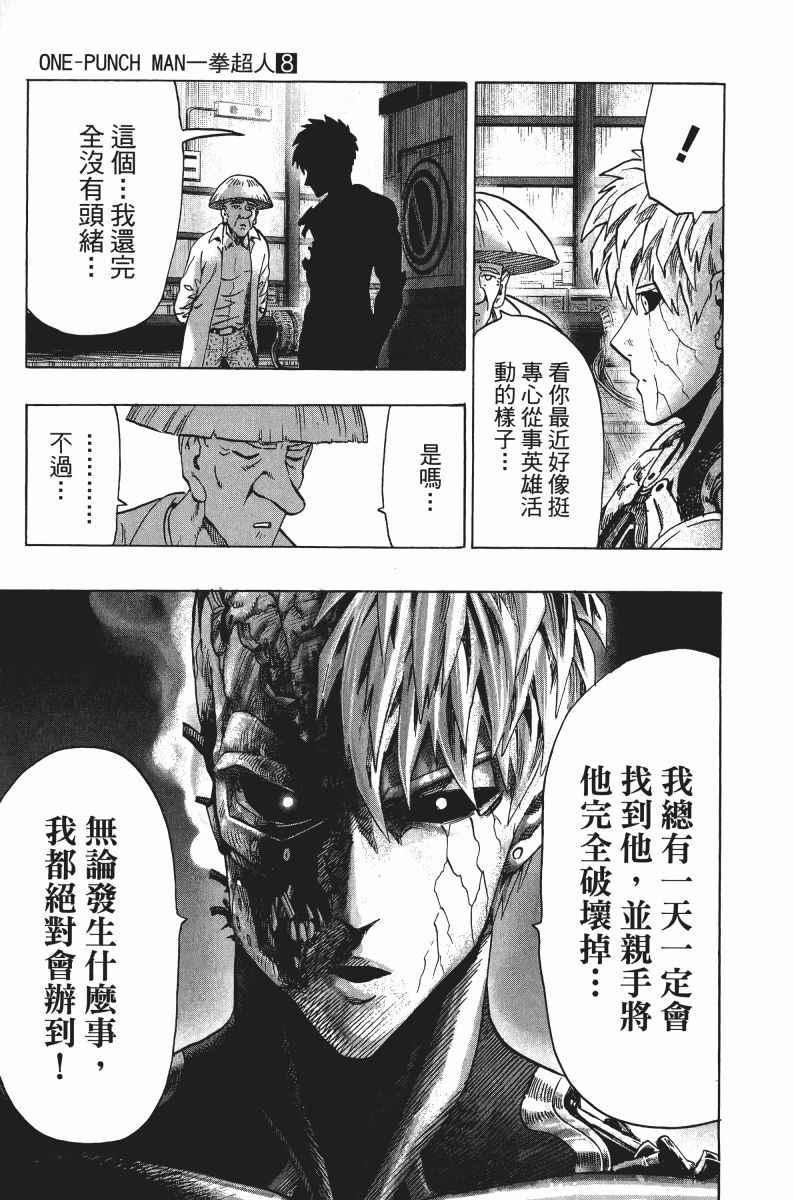 ONE-PUNCH MAN一拳超人8
！
看你最近好像挺
專心從事英雄活
動的樣子…
這個…我還完
全沒有頭緒…
是嗎…
………
不過…
我總有一天一定會
找到他，並親手將
他完全破壞掉…
無論發生什麼事，
我都絕對會辦到！